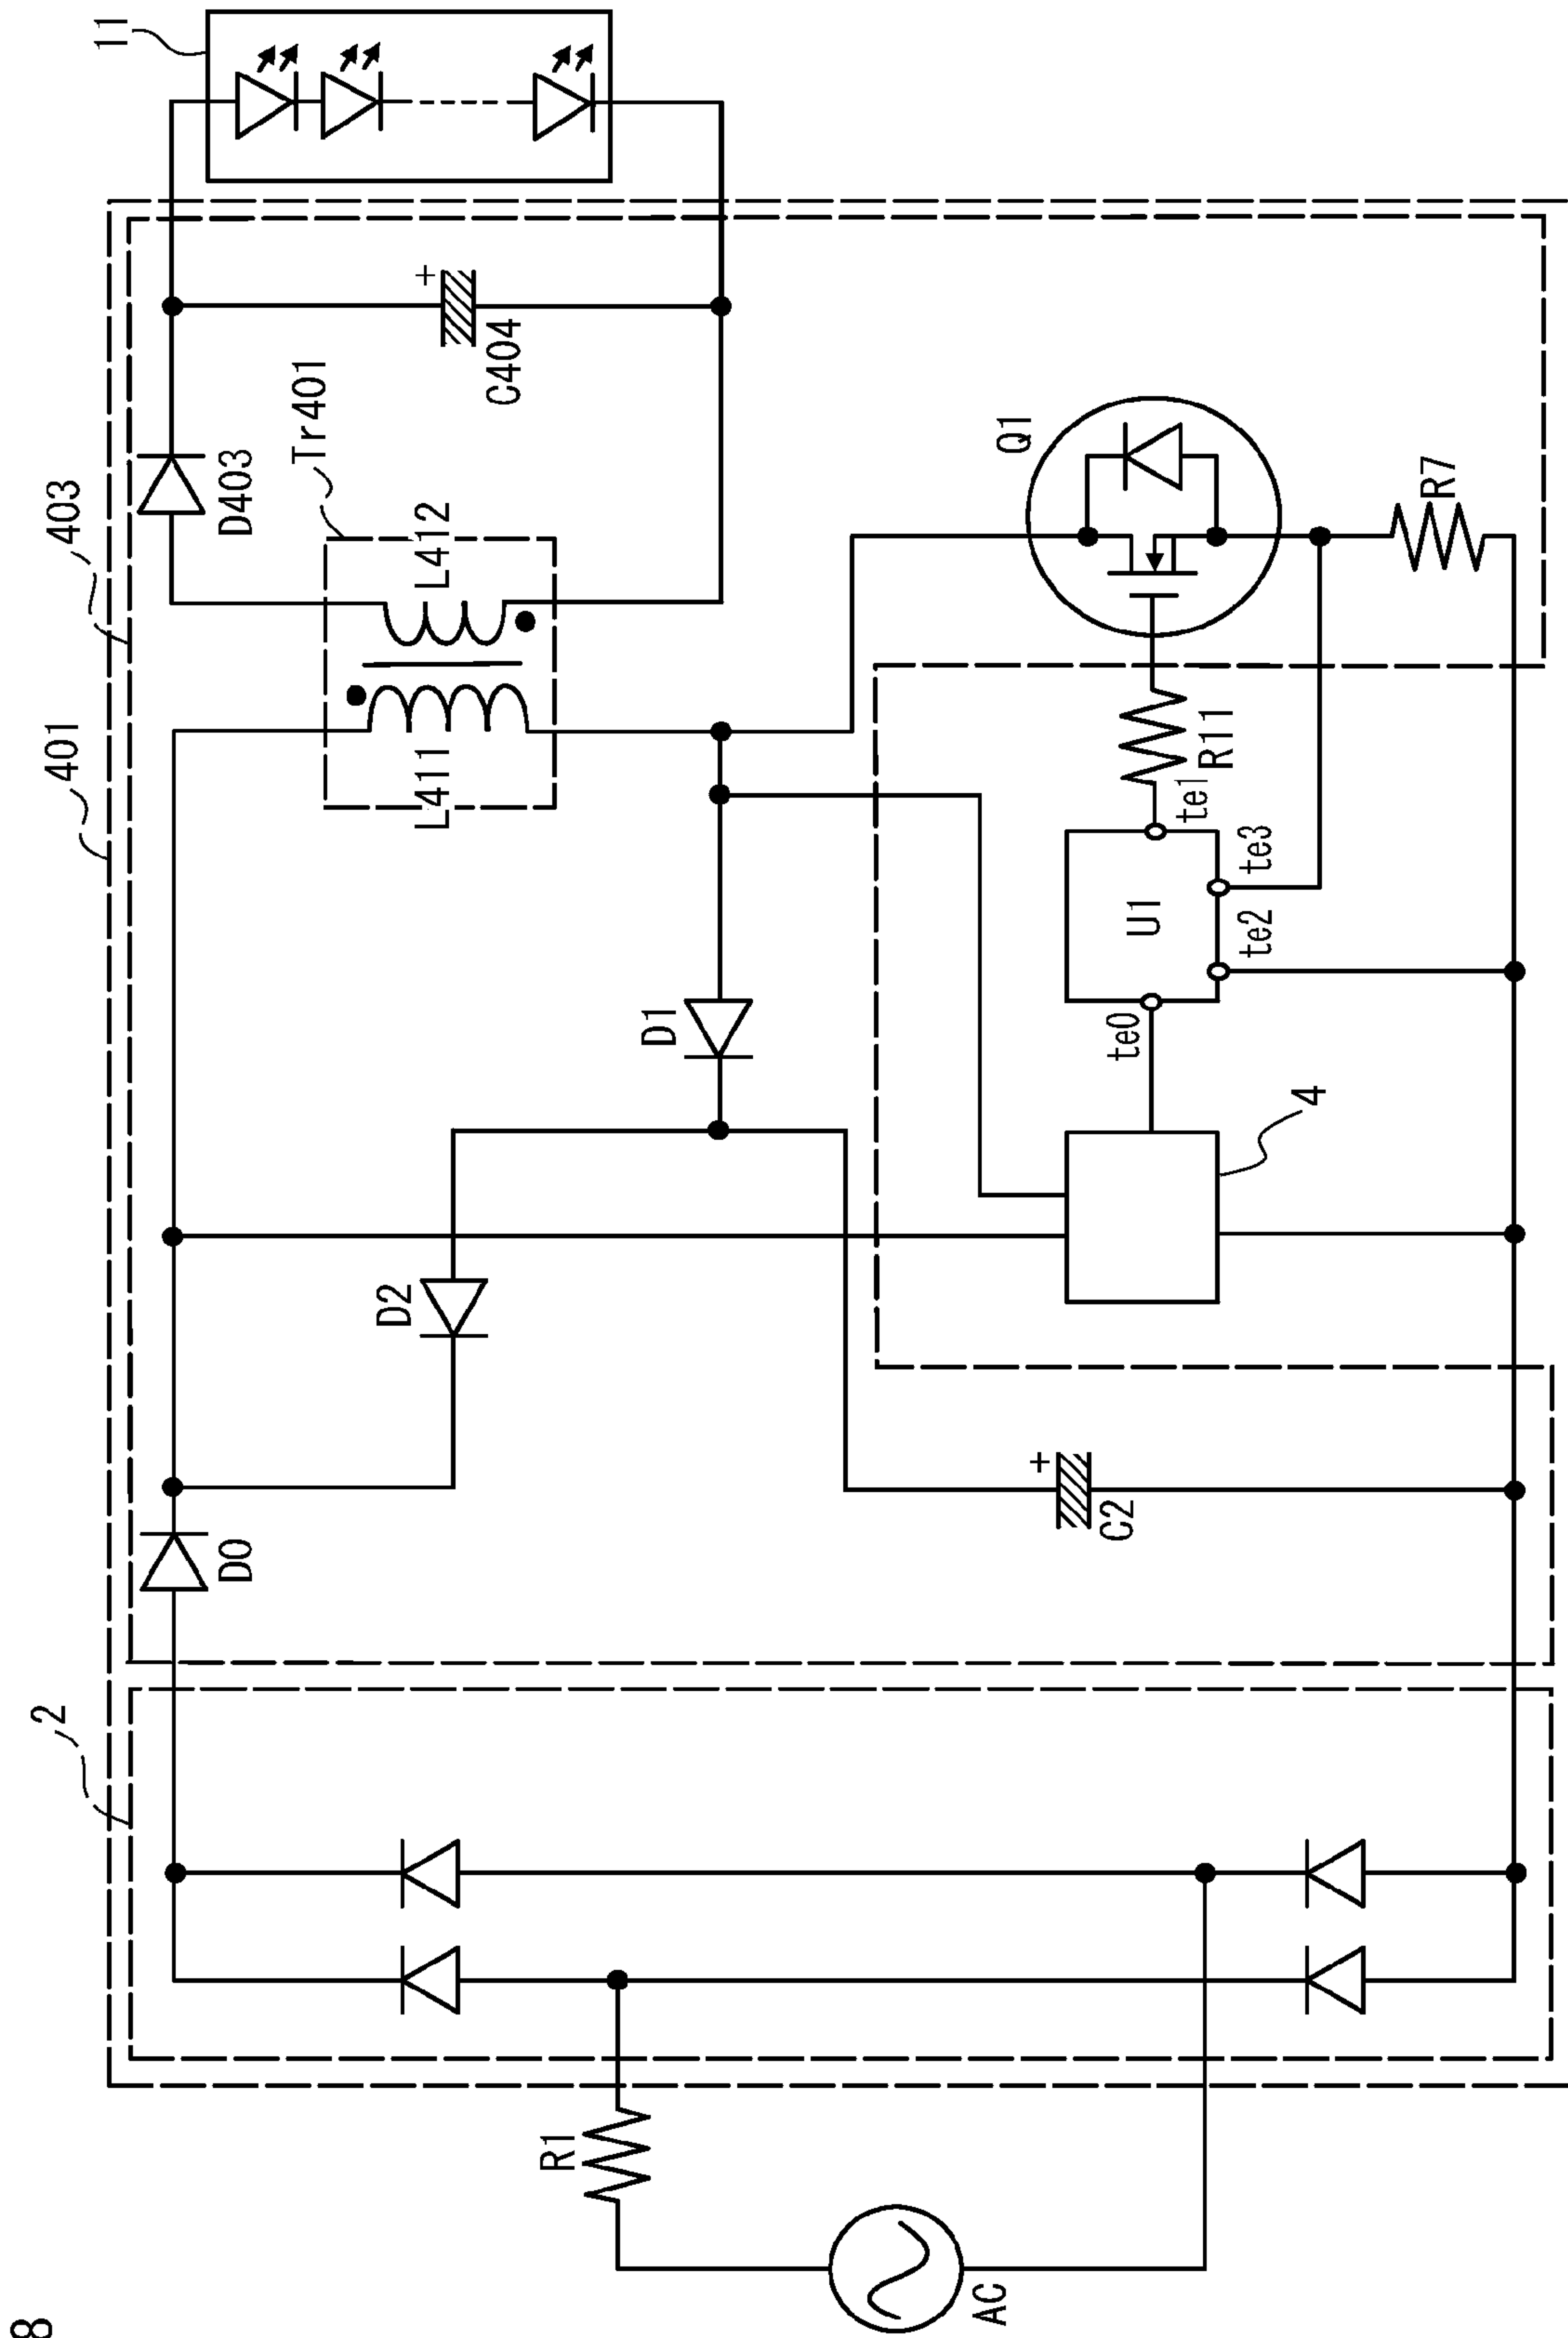 8
AC
R1
2
D0
C2
D2
4
D1
te0
U1
te1
te2
te3
R11
401
403
L411
L412
Tr401
D403
C404
Q1
R7
11
+
+